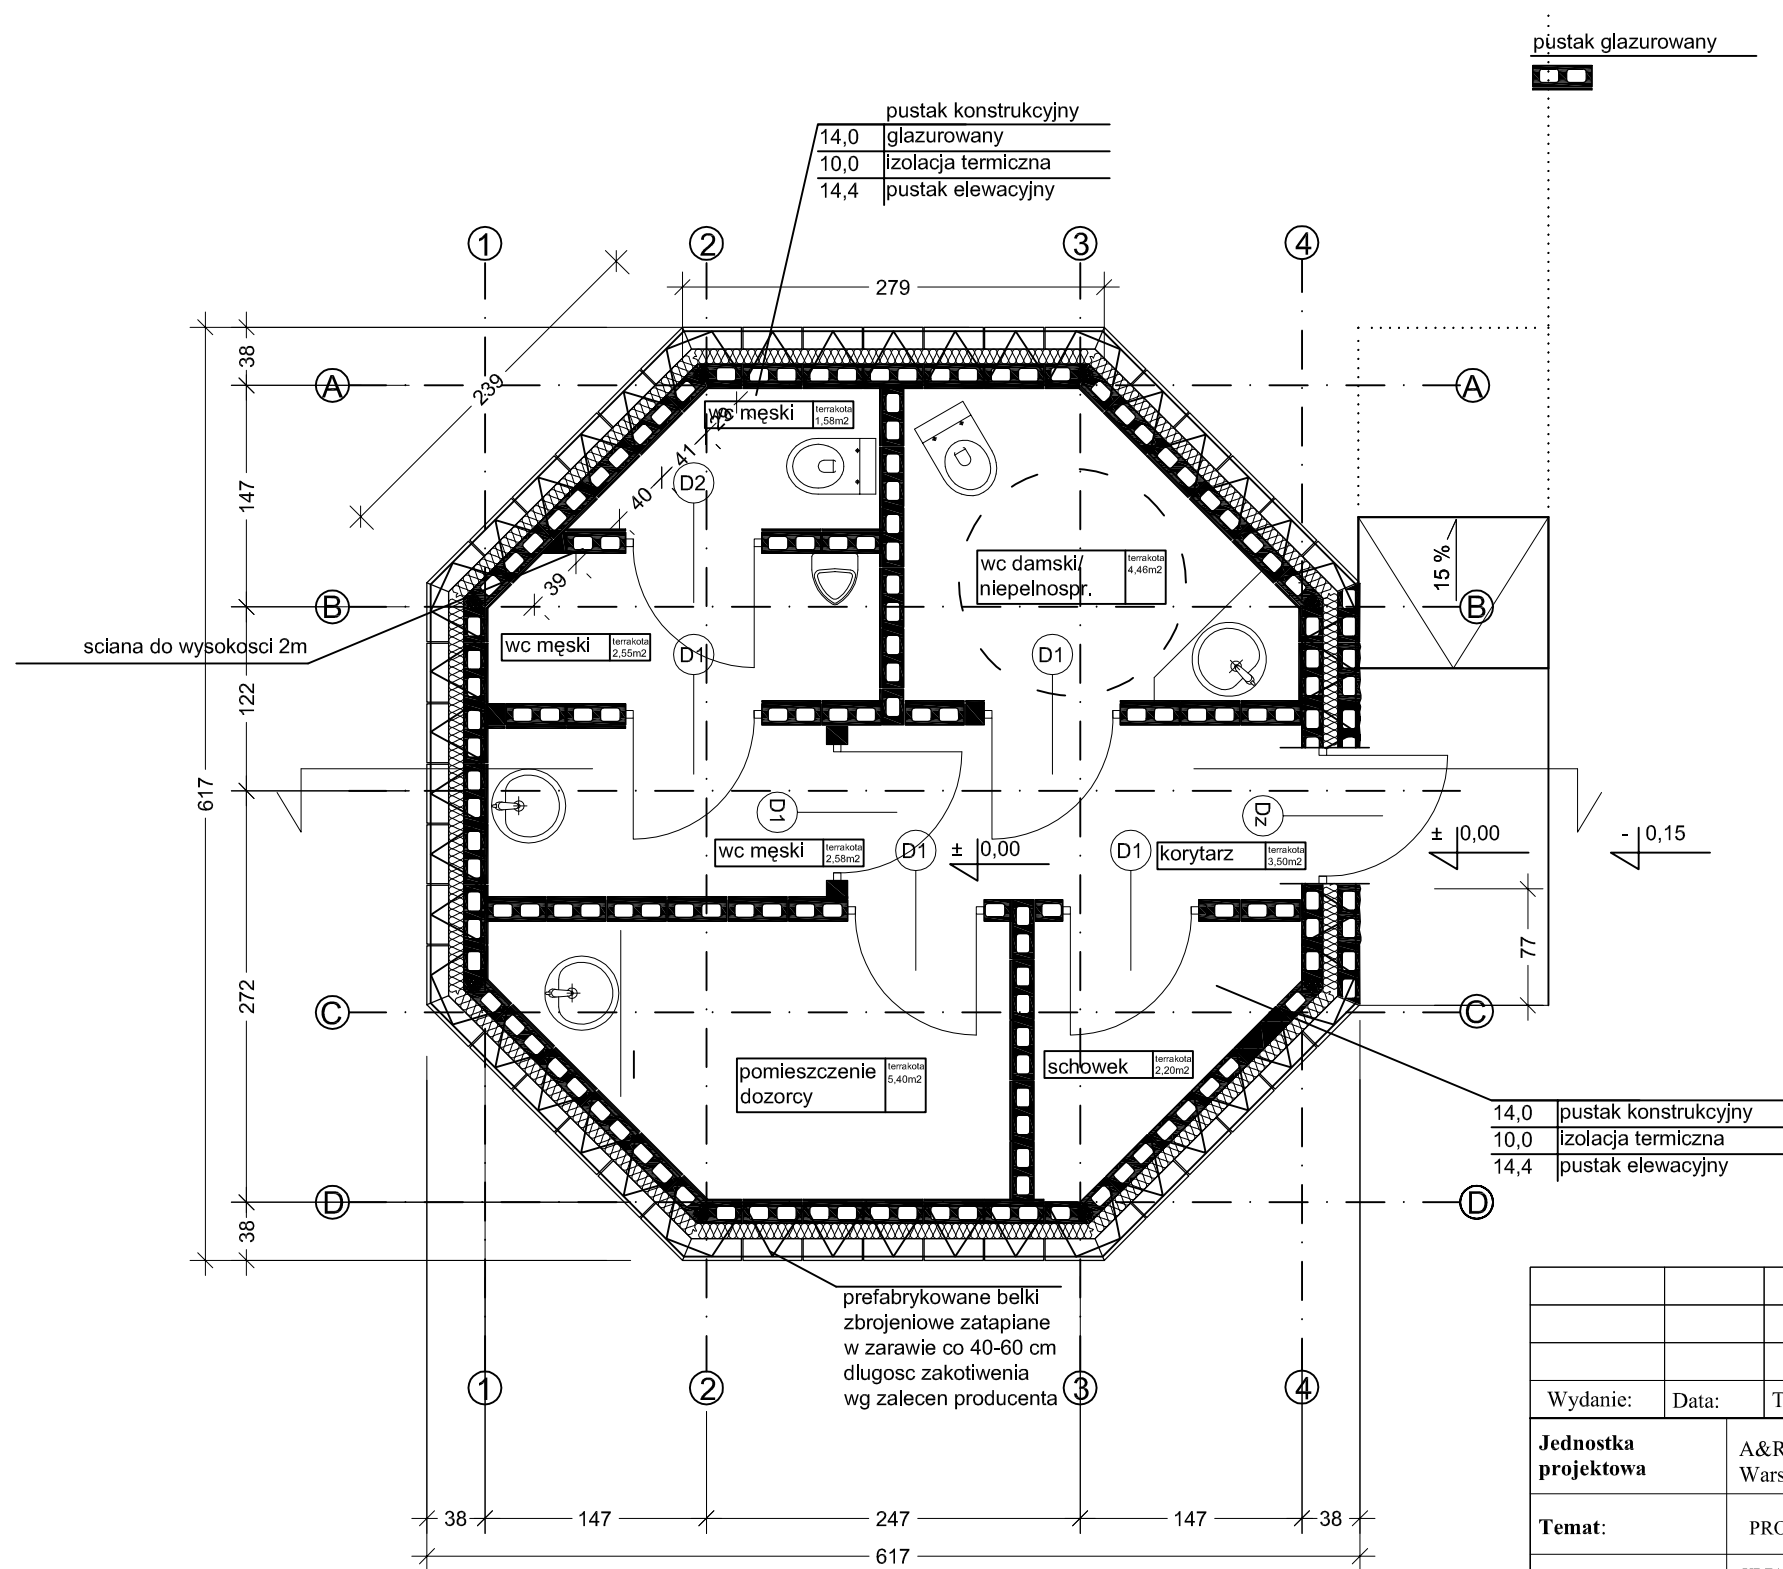 pustak glazurowany
pustak konstrukcyjny
14,0 glazurowany
10,0 izolacja termiczna
14,4 pustak elewacyjny
1 2 3 4
279
239
38
A A
wc męski terrakota 1,58m2
29
41
40
39
147
D2
15 %
B B
wc damski/ niepelnospr. terrakota 4,46m2
sciana do wysokosci 2m
wc męski terrakota 2,55m2
D1 D1
122
617
D1 Dz
wc męski terrakota 2,58m2
D1 ± 0,00 D1
korytarz terrakota 3,50m2
± 0,00
- 0,15
77
272
C C
pomieszczenie dozorcy terrakota 5,40m2
schowek terrakota 2,20m2
14,0 pustak konstrukcyjny
10,0 izolacja termiczna
14,4 pustak elewacyjny
D D
38
prefabrykowane belki
zbrojeniowe zatapiane
w zarawie co 40-60 cm
dlugosc zakotiwenia
wg zalecen producenta
1 2 3 4
Wydanie: Data: T
Jednostka
projektowa
A&R
Wars
38 147 247 147 38
Temat: PRO
617